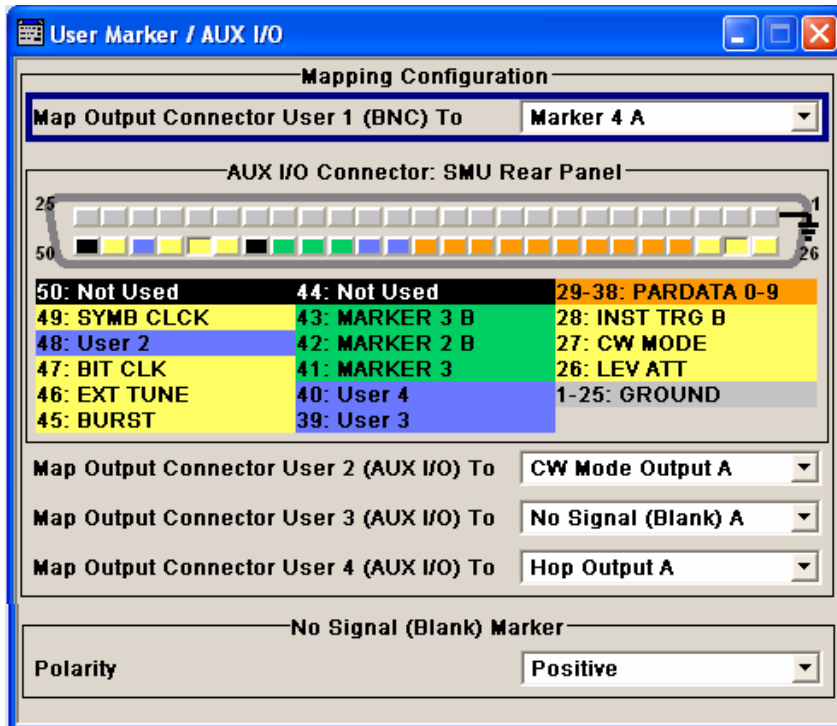 User Marker / AUX I/O
Mapping Configuration
Map Output Connector User 1 (BNC) To Marker 4 A
AUX I/O Connector: SMU Rear Panel
25 1
50 26
50: Not Used 44: Not Used 29-38: PARDATA 0-9
49: SYMB CLCK 43: MARKER 3 B 28: INST TRG B
48: User 2 42: MARKER 2 B 27: CW MODE
47: BIT CLK 41: MARKER 3 26: LEV ATT
46: EXT TUNE 40: User 4 1-25: GROUND
45: BURST 39: User 3
Map Output Connector User 2 (AUX I/O) To CW Mode Output A
Map Output Connector User 3 (AUX I/O) To No Signal (Blank) A
Map Output Connector User 4 (AUX I/O) To Hop Output A
No Signal (Blank) Marker
Polarity Positive